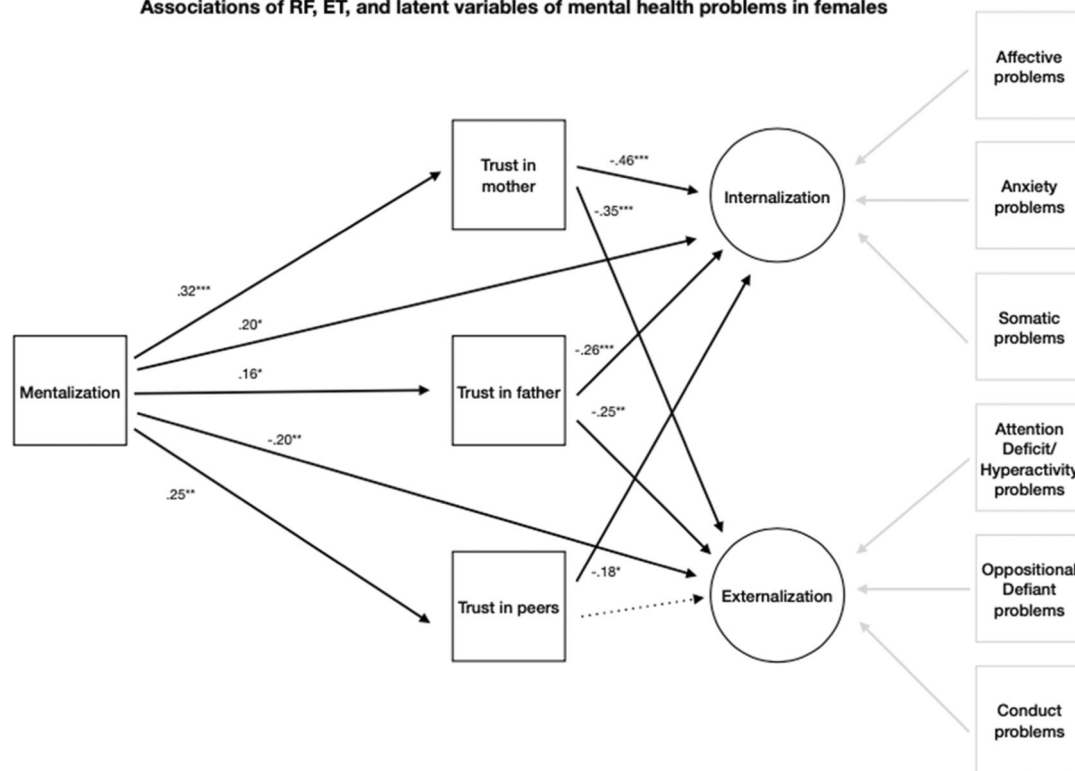 Associations of RF, ET, and latent variables of mental health problems in females
Affective
problems
Trust in
mother
-.46***
Internalization
Anxiety
problems
-.35***
.32***
.20*
Somatic
problems
Mentalization
.16*
Trust in father
-.26***
-.25**
-.20**
Attention
Deficit/
Hyperactivity
problems
.25**
Trust in peers
-.18*
Externalization
Oppositional
Defiant
problems
Conduct
problems